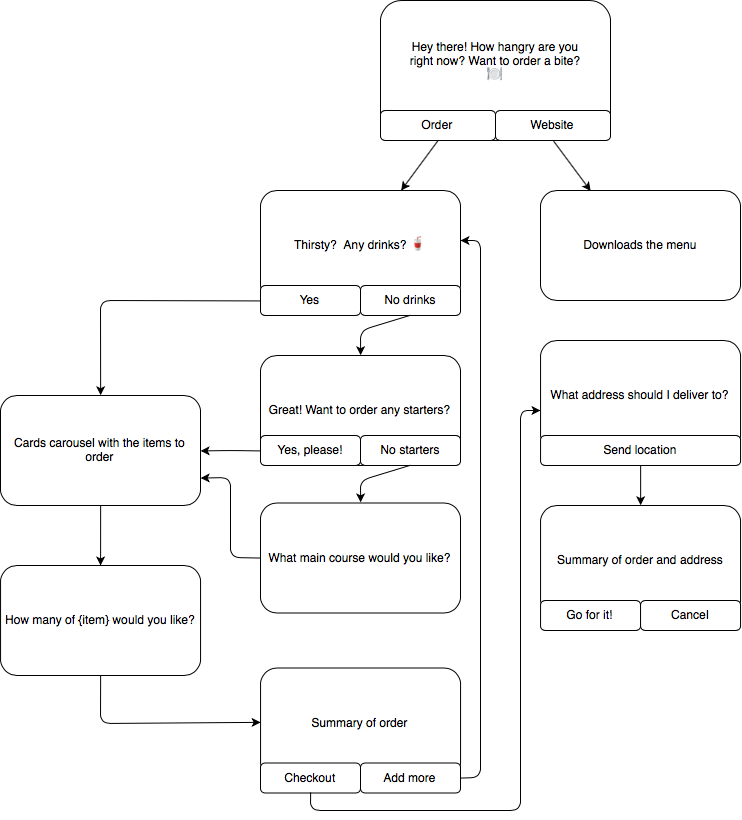 Hey there! How hangry are you
right now? Want to order a bite?
🍽
Order
Website
Thirsty? Any drinks? 🍹
Downloads the menu
Yes
No drinks
Great! Want to order any starters?
What address should I deliver to?
Cards carousel with the items to
order
Yes, please!
No starters
Send location
What main course would you like?
Summary of order and address
How many of {item} would you like?
Go for it!
Cancel
Summary of order
Checkout
Add more